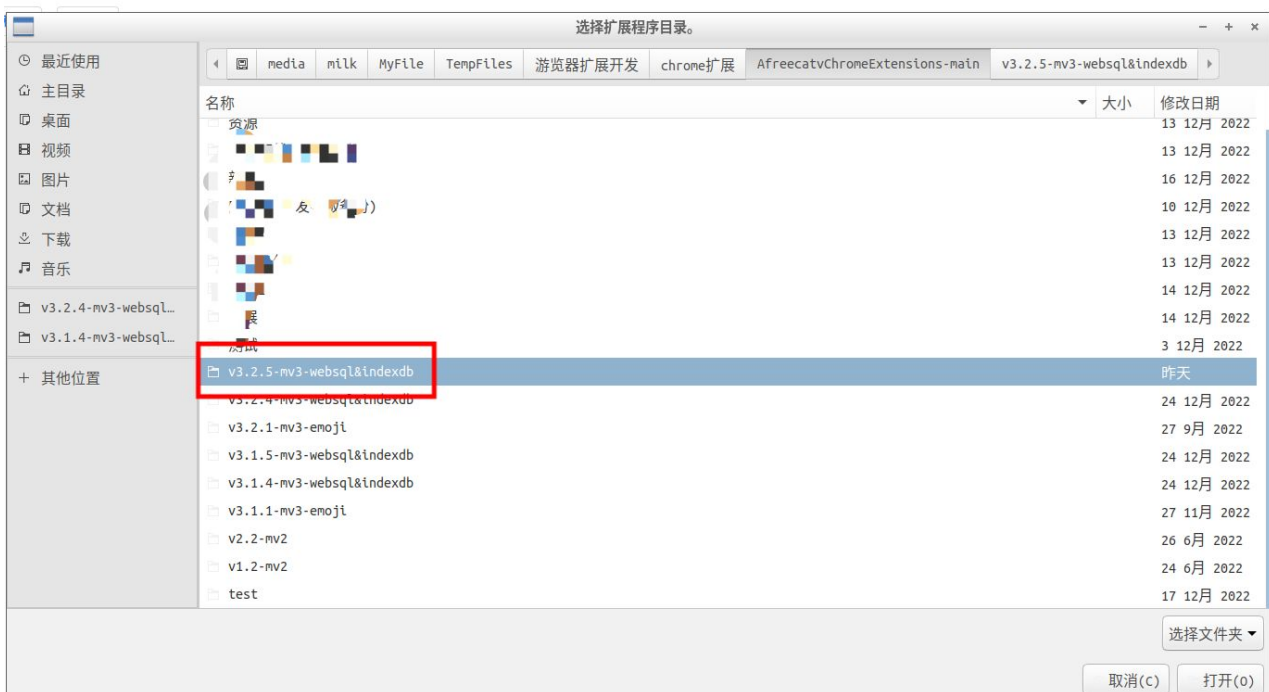 选择扩展程序目录。
最近使用
主目录
桌面
视频
图片
文档
下载
音乐
v3.2.4-mv3-websql…
v3.1.4-mv3-websql…
+ 其他位置
media milk MyFile TempFiles 游览器扩展开发 chrome扩展 AfreecatvChromeExtensions-main v3.2.5-mv3-websql&indexdb
名称 大小 修改日期
资源 13 12月 2022
13 12月 2022
16 12月 2022
友 10 12月 2022
13 12月 2022
13 12月 2022
14 12月 2022
展 14 12月 2022
测试 3 12月 2022
v3.2.5-mv3-websql&indexdb 昨天
v3.2.4-mv3-websql&indexdb 24 12月 2022
v3.2.1-mv3-emoji 27 9月 2022
v3.1.5-mv3-websql&indexdb 24 12月 2022
v3.1.4-mv3-websql&indexdb 24 12月 2022
v3.1.1-mv3-emoji 27 11月 2022
v2.2-mv2 26 6月 2022
v1.2-mv2 24 6月 2022
test 17 12月 2022
选择文件夹
取消(C) 打开(O)